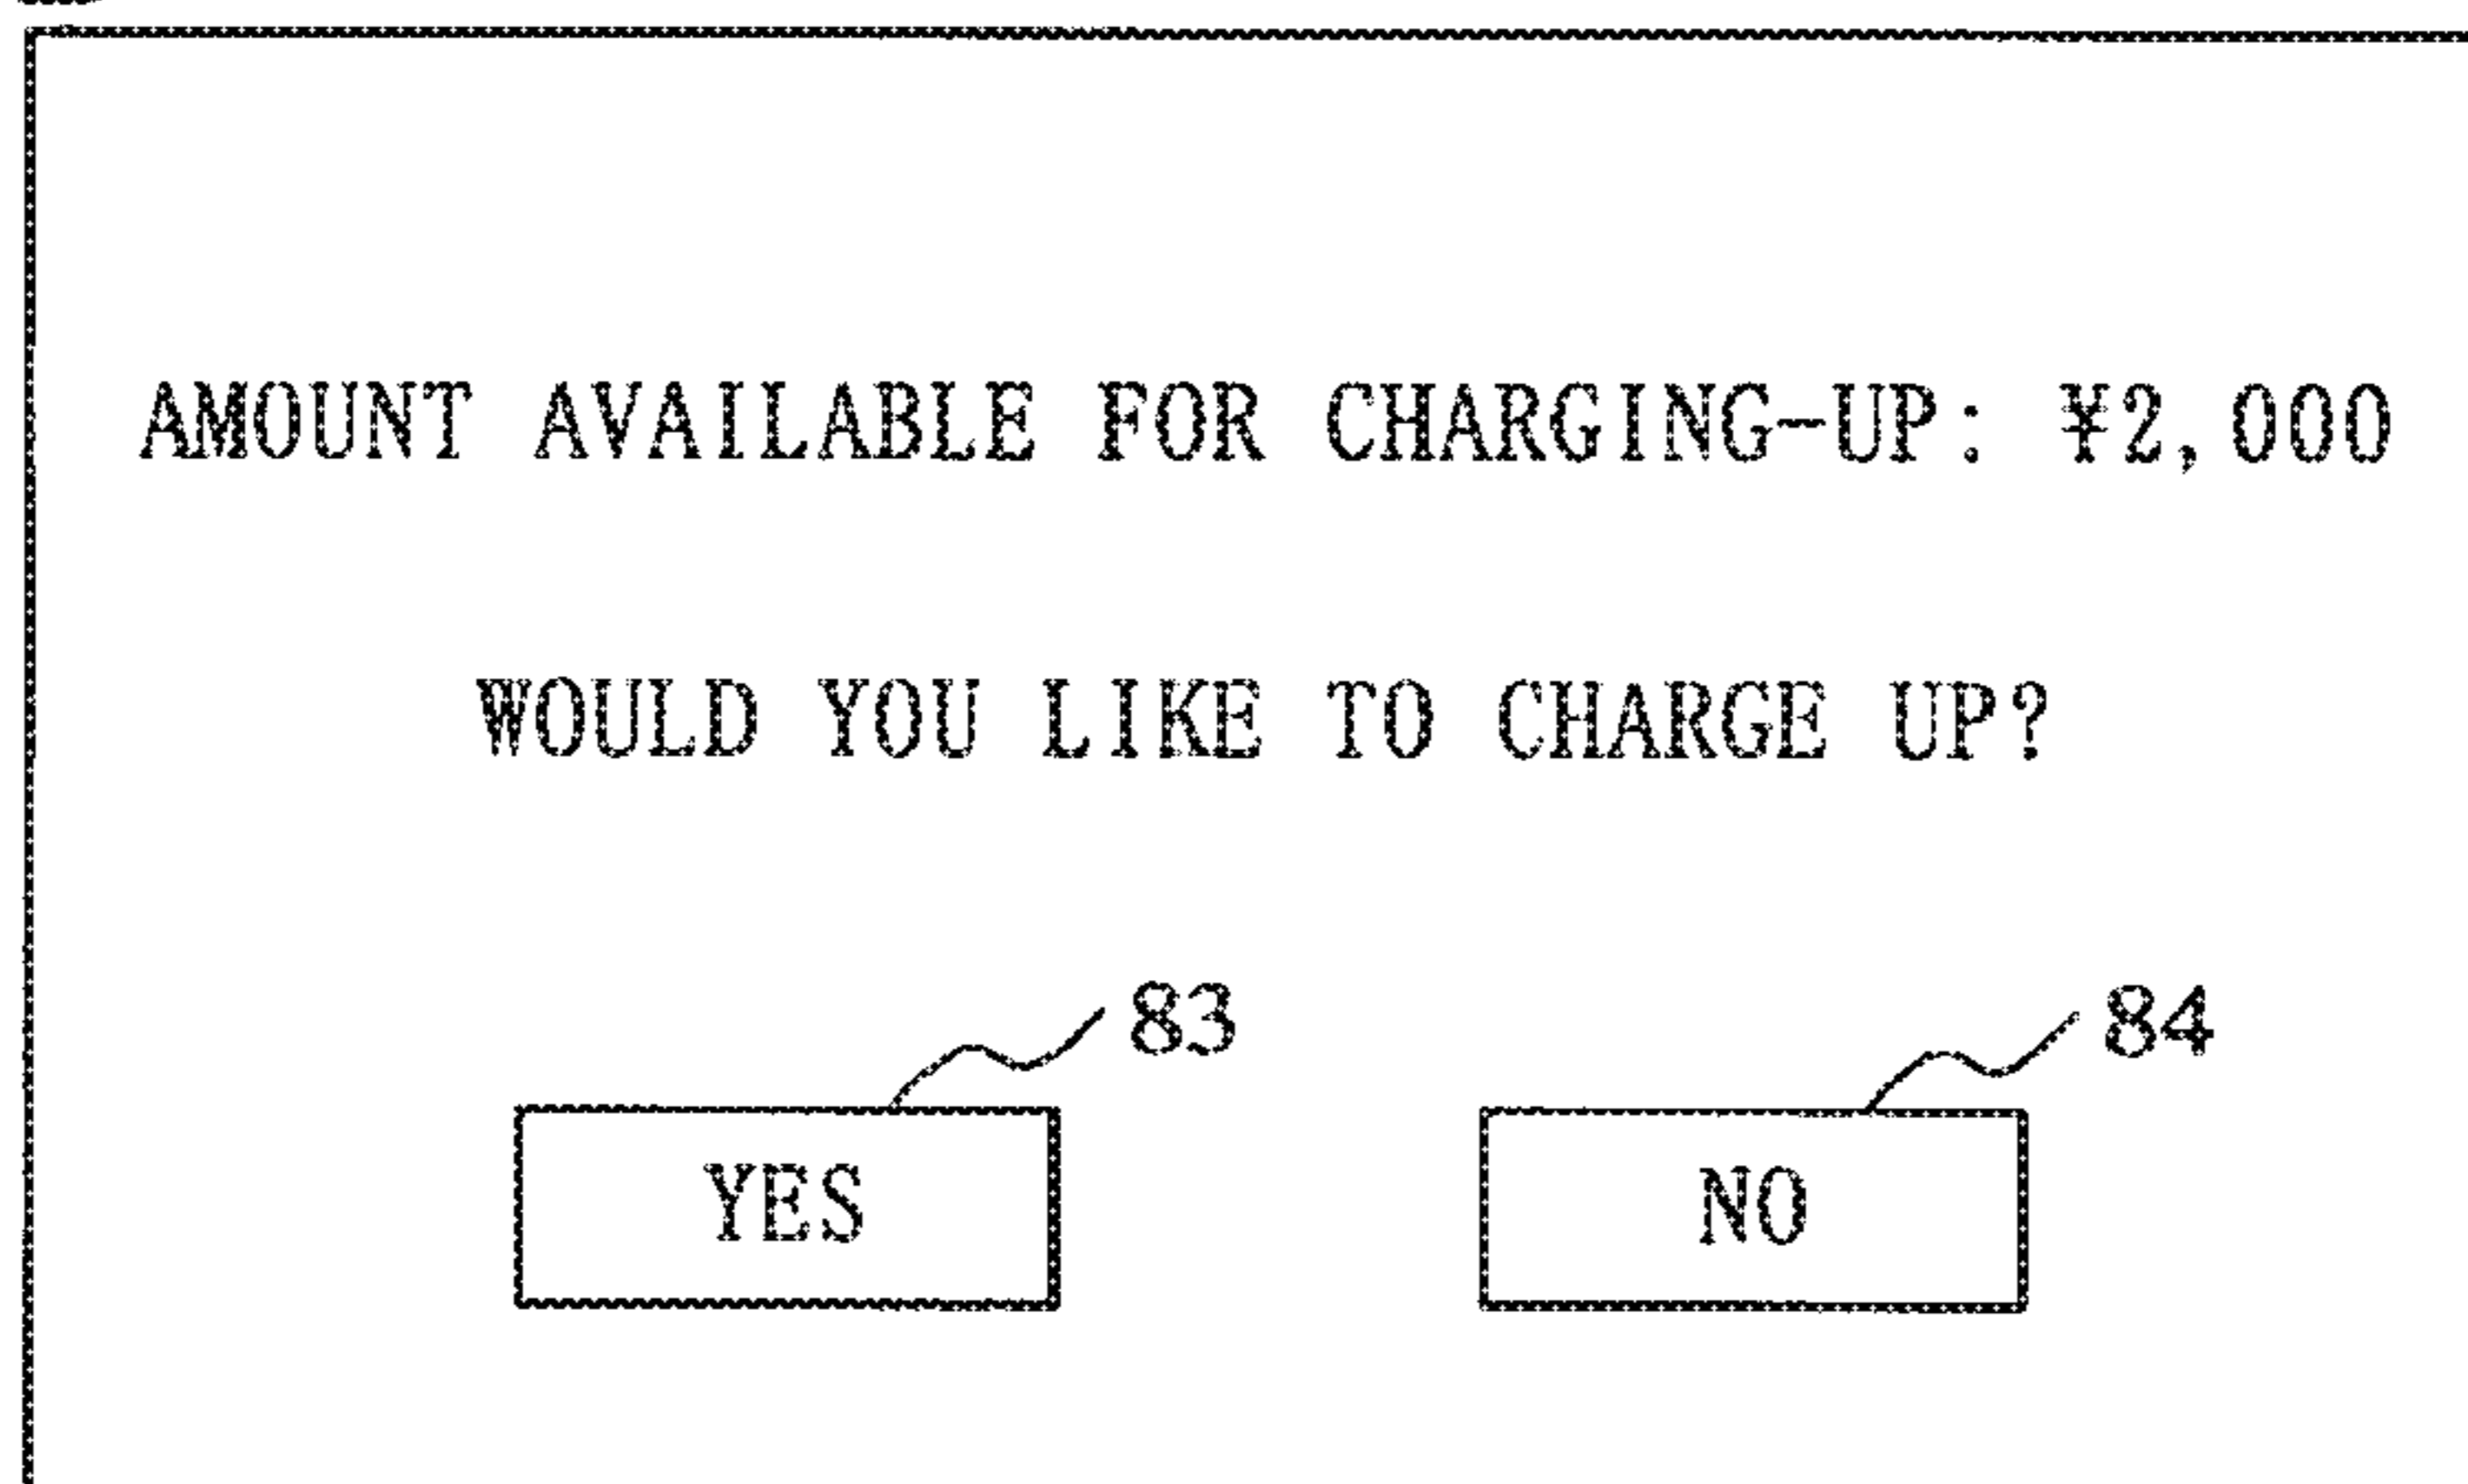 AMOUNT AVAILABLE FOR CHARGING-UP: ¥2,000
WOULD YOU LIKE TO CHARGE UP?
83
84
YES
NO